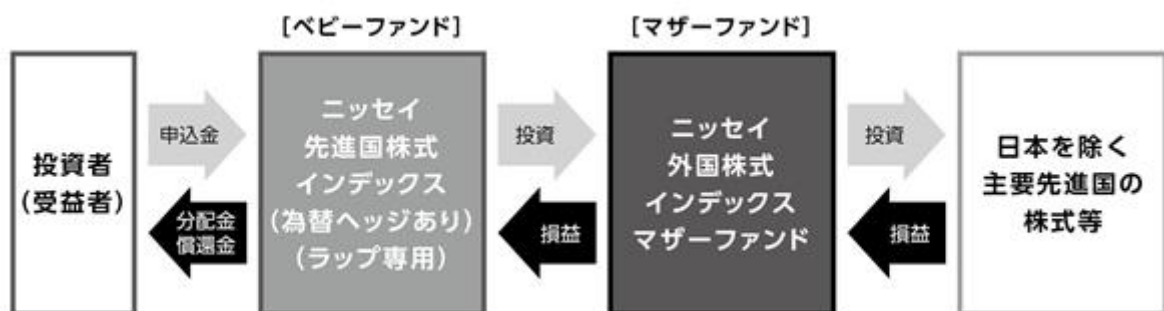 [ベビーファンド]
[マザーファンド]
投資者
(受益者)
申込金
分配金
償還金
ニッセイ
先進国株式
インデックス
(為替ヘッジあり)
(ラップ専用)
投資
損益
ニッセイ
外国株式
インデックス
マザーファンド
投資
損益
日本を除く
主要先進国の
株式等